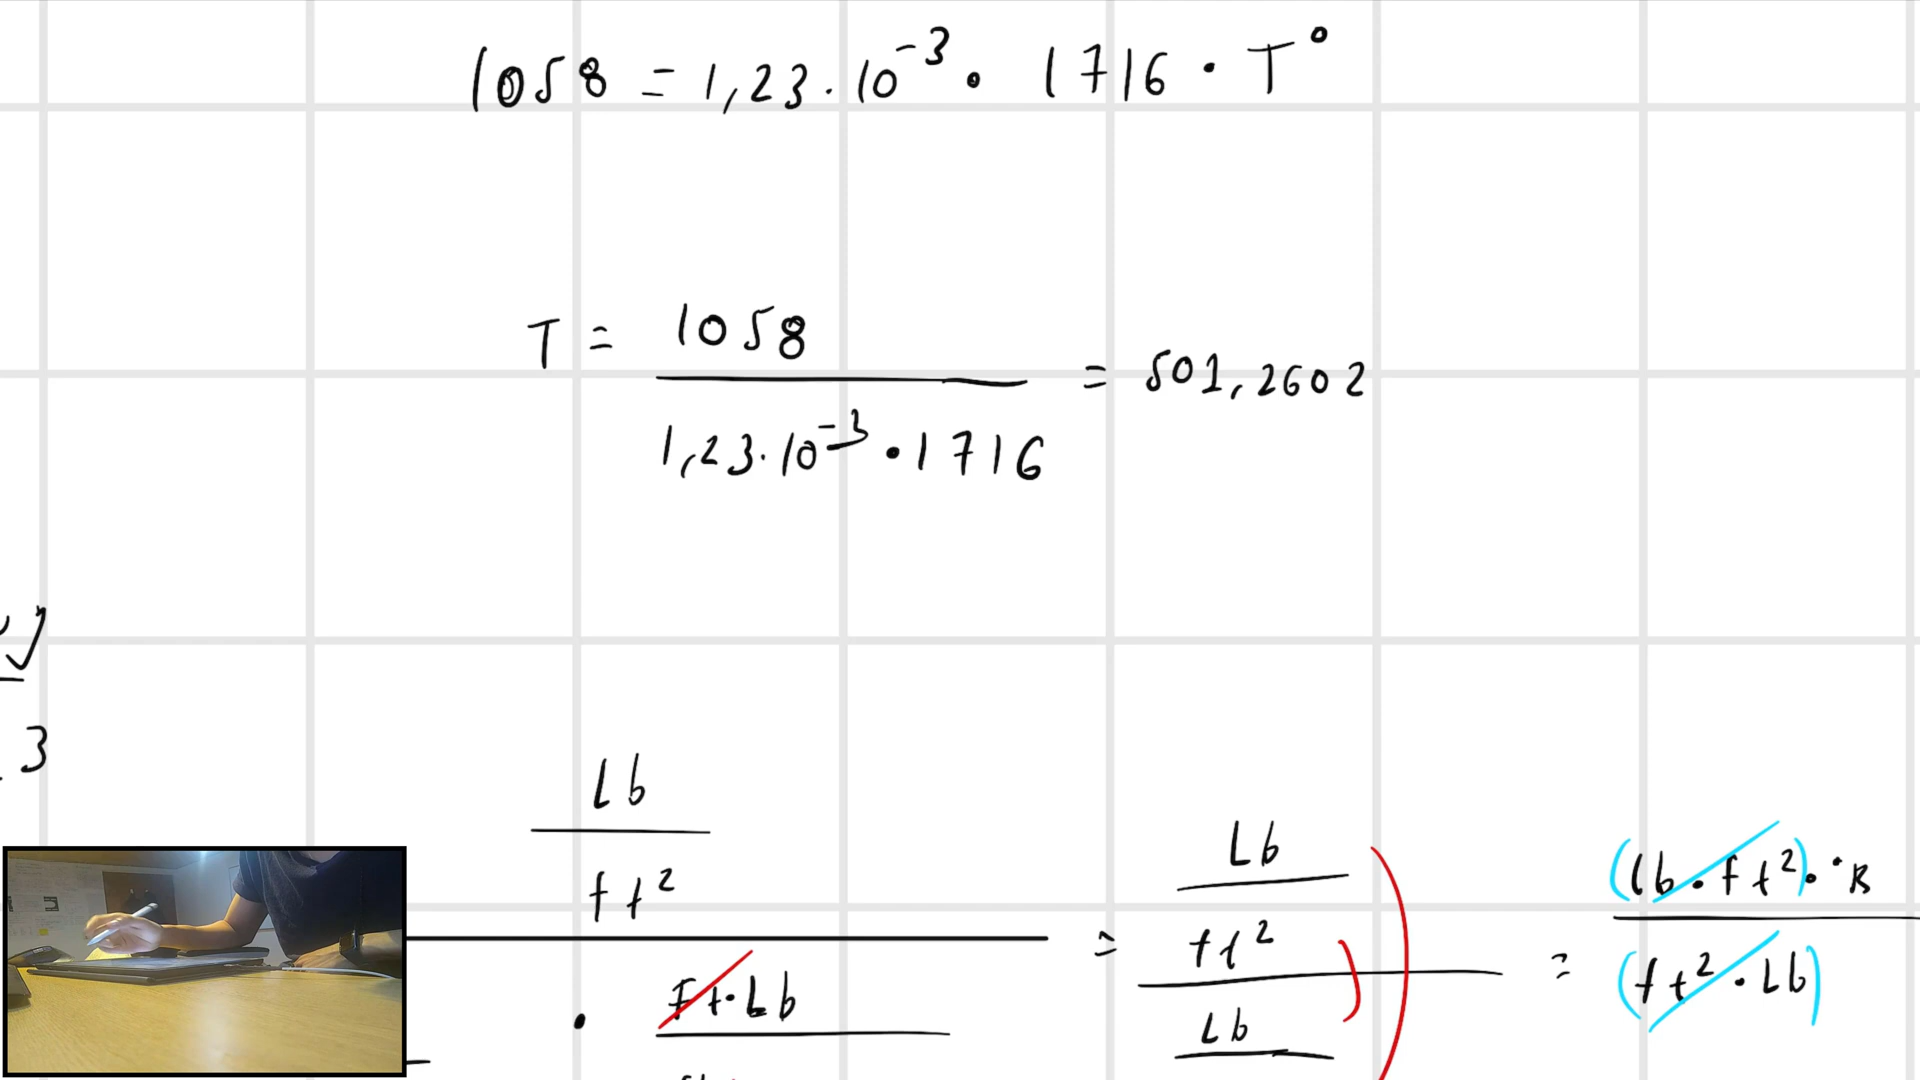 1058 = 1,23 · 10⁻³ · 1716 · T°
T = 1058 / 1,23 · 10⁻³ · 1716 = 501,2602
3
Lb
ft²
· Ft·Lb
= Lb
ft²
Lb
= (lb · ft²) · °R
(ft² · Lb)